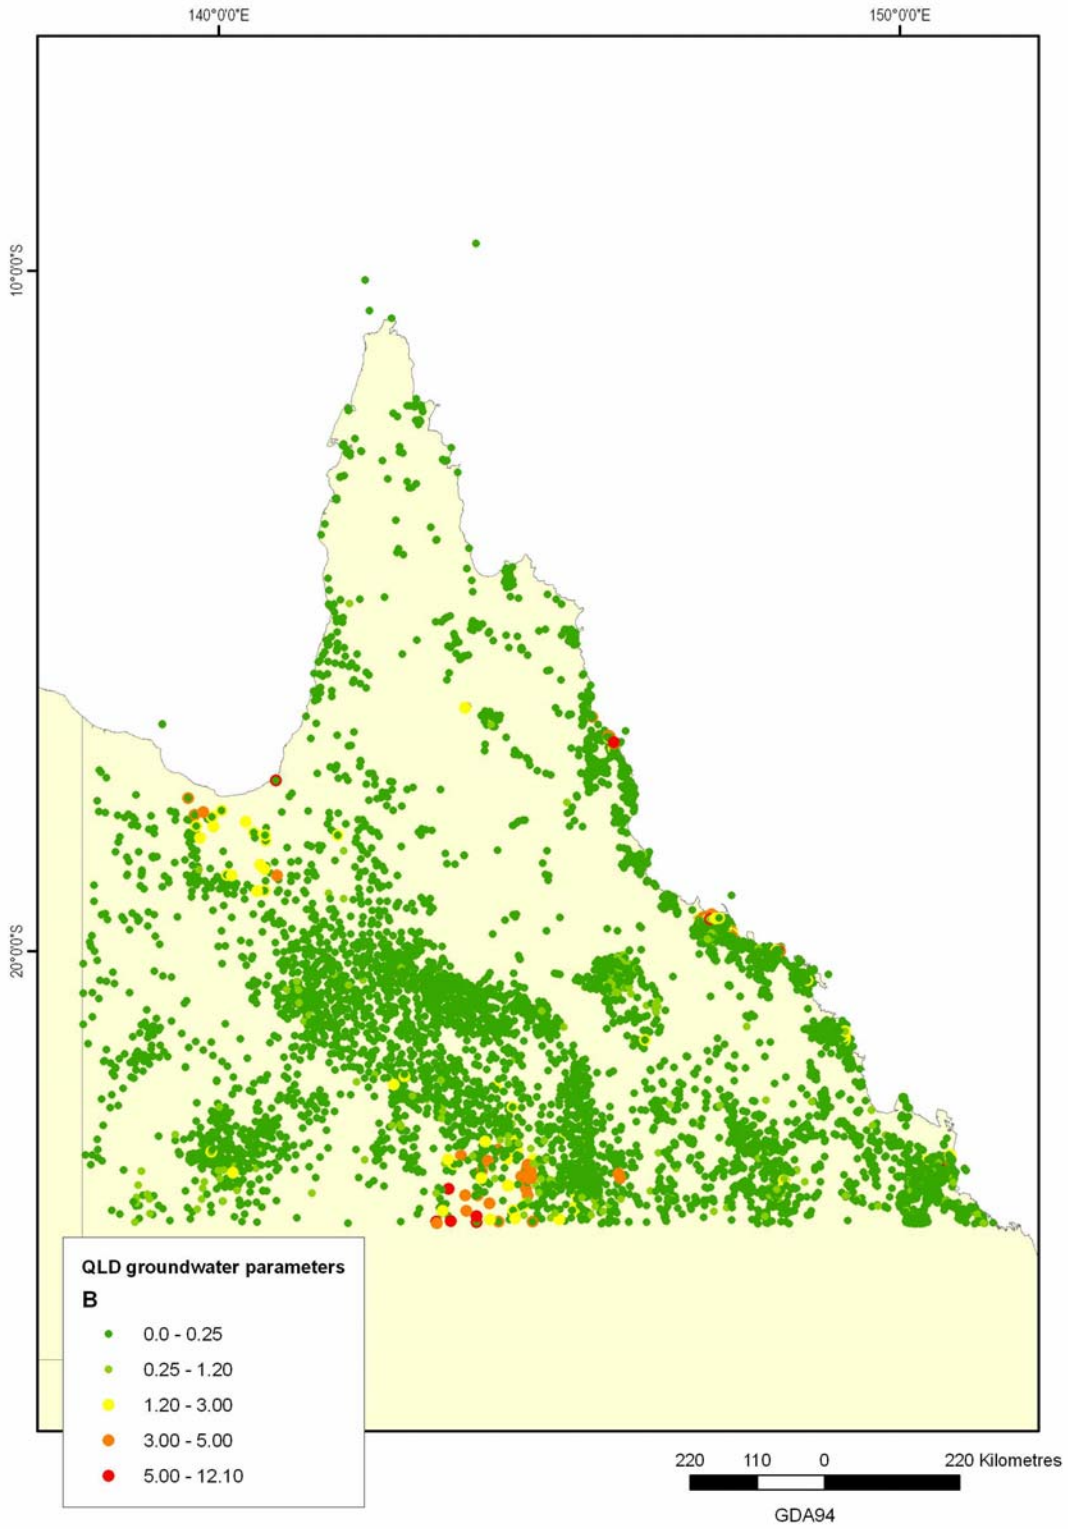 140°0'0"E 150°0'0"E
10°0'0"S
20°0'0"S
QLD groundwater parameters
B
0.0 - 0.25
0.25 - 1.20
1.20 - 3.00
3.00 - 5.00
5.00 - 12.10
220 110 0 220 Kilometres
GDA94